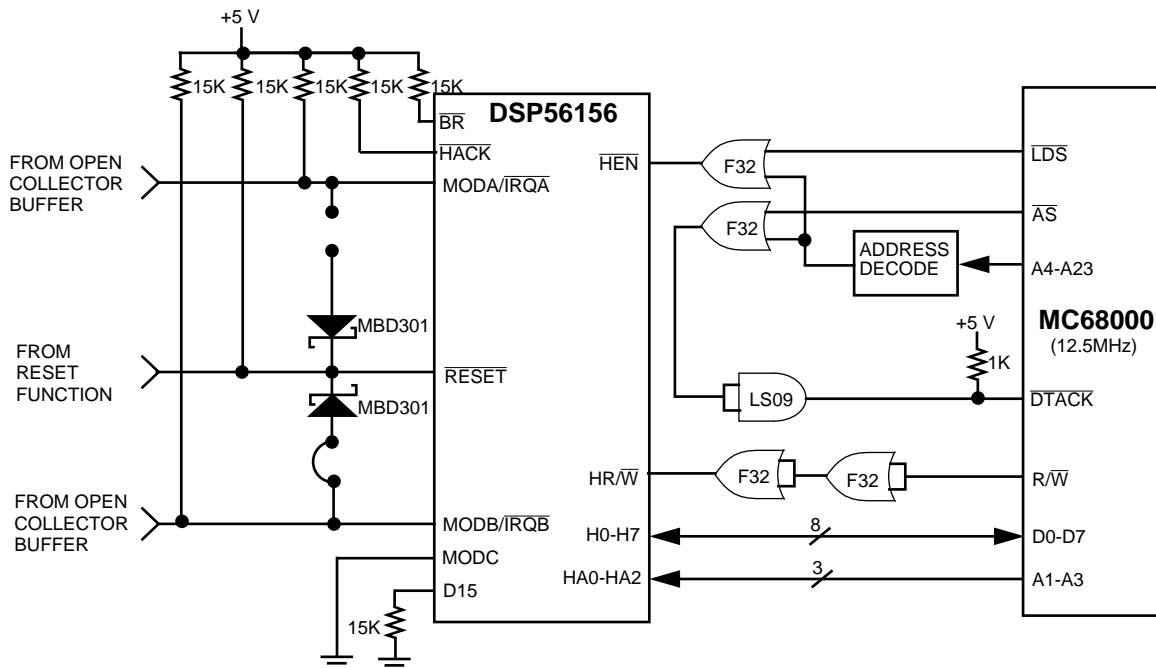 +5 V
15K
15K
15K
15K
15K
DSP56156
BR
HACK
FROM OPEN
COLLECTOR
BUFFER
MODA/IRQA
HEN
F32
LDS
F32
AS
ADDRESS
DECODE
A4-A23
MBD301
+5 V
MC68000
(12.5MHz)
1K
FROM
RESET
FUNCTION
RESET
MBD301
LS09
DTACK
HR/W
F32
F32
R/W
FROM OPEN
COLLECTOR
BUFFER
MODB/IRQB
H0-H7
8
D0-D7
MODC
HA0-HA2
3
A1-A3
D15
15K